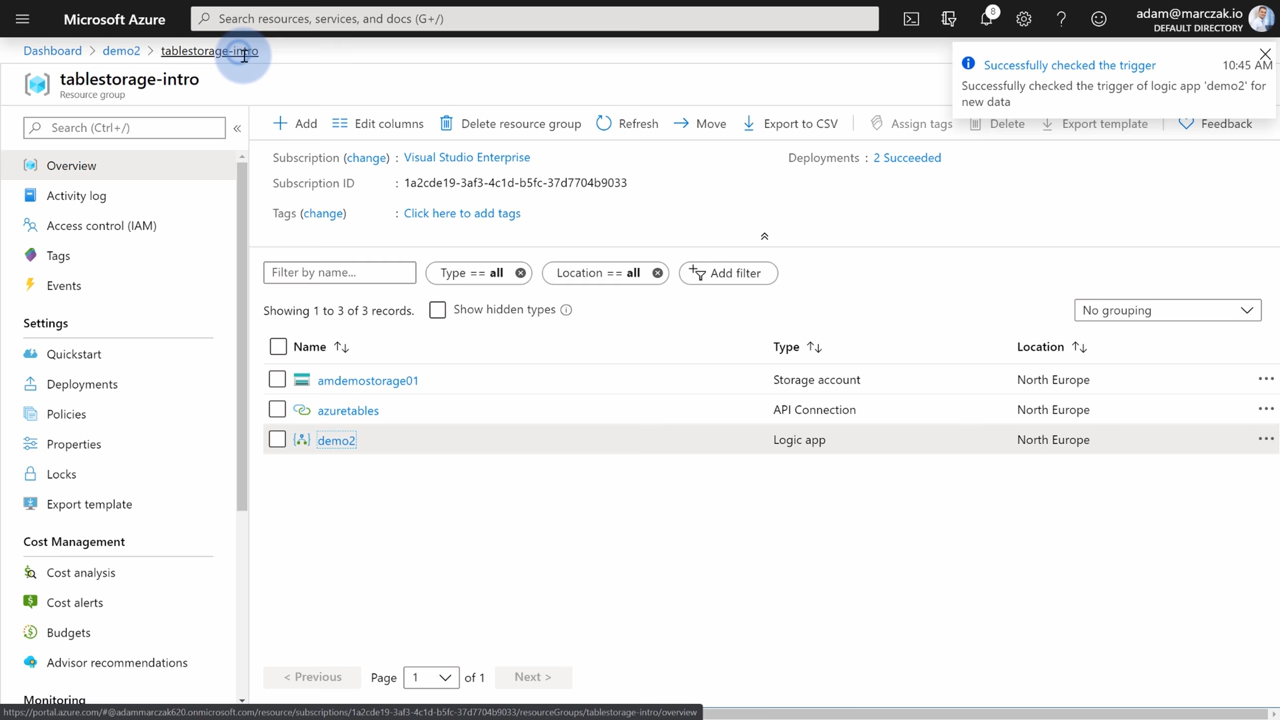 Microsoft Azure
Search resources, services, and docs (G+/)
8
adam@marczak.io
DEFAULT DIRECTORY
Dashboard > demo2 > tablestorage-intro
tablestorage-intro
Resource group
Successfully checked the trigger
10:45 AM
Successfully checked the trigger of logic app 'demo2' for
new data
Search (Ctrl+/)
«
Overview
Activity log
Access control (IAM)
Tags
Events
Settings
Quickstart
Deployments
Policies
Properties
Locks
Export template
Cost Management
Cost analysis
Cost alerts
Budgets
Advisor recommendations
Monitoring
Add
Edit columns
Delete resource group
Refresh
Move
Export to CSV
Assign tags
Delete
Export template
Feedback
Subscription (change) : Visual Studio Enterprise
Deployments : 2 Succeeded
Subscription ID : 1a2cde19-3af3-4c1d-b5fc-37d7704b9033
Tags (change) : Click here to add tags
Filter by name...
Type == all
Location == all
Add filter
Showing 1 to 3 of 3 records.
Show hidden types
No grouping
Name
Type
Location
amdemostorage01 Storage account North Europe
azuretables API Connection North Europe
demo2 Logic app North Europe
< Previous
Page 1 of 1
Next >
https://portal.azure.com/#@adammarczak620.onmicrosoft.com/resource/subscriptions/1a2cde19-3af3-4c1d-b5fc-37d7704b9033/resourceGroups/tablestorage-intro/overview